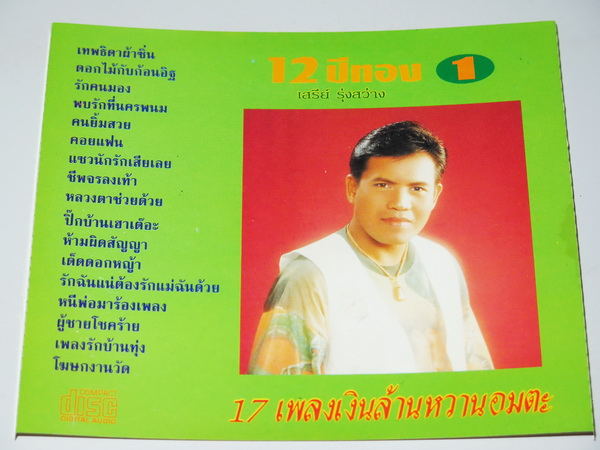 12 ปีทอง 1
เสรีย์ รุ่งสว่าง
เทพธิดาผ้าซิ่น
ดอกไม้กับก้อนอิฐ
รักคนมอง
พบรักที่นครพนม
คนยิ้มสวย
คอยแฟน
แซวนักรักเสียเลย
ชีพจรลงเท้า
หลวงตาช่วยด้วย
ปิ๊กบ้านเฮาเต๊อะ
ห้ามผิดสัญญา
เด็ดดอกหญ้า
รักฉันแน่ต้องรักแม่ฉันด้วย
หนีพ่อมาร้องเพลง
ผู้ชายโชคร้าย
เพลงรักบ้านทุ่ง
โฆษกงานวัด
COMPACT
disc
DIGITAL AUDIO
17 เพลงเงินล้านหวานอมตะ